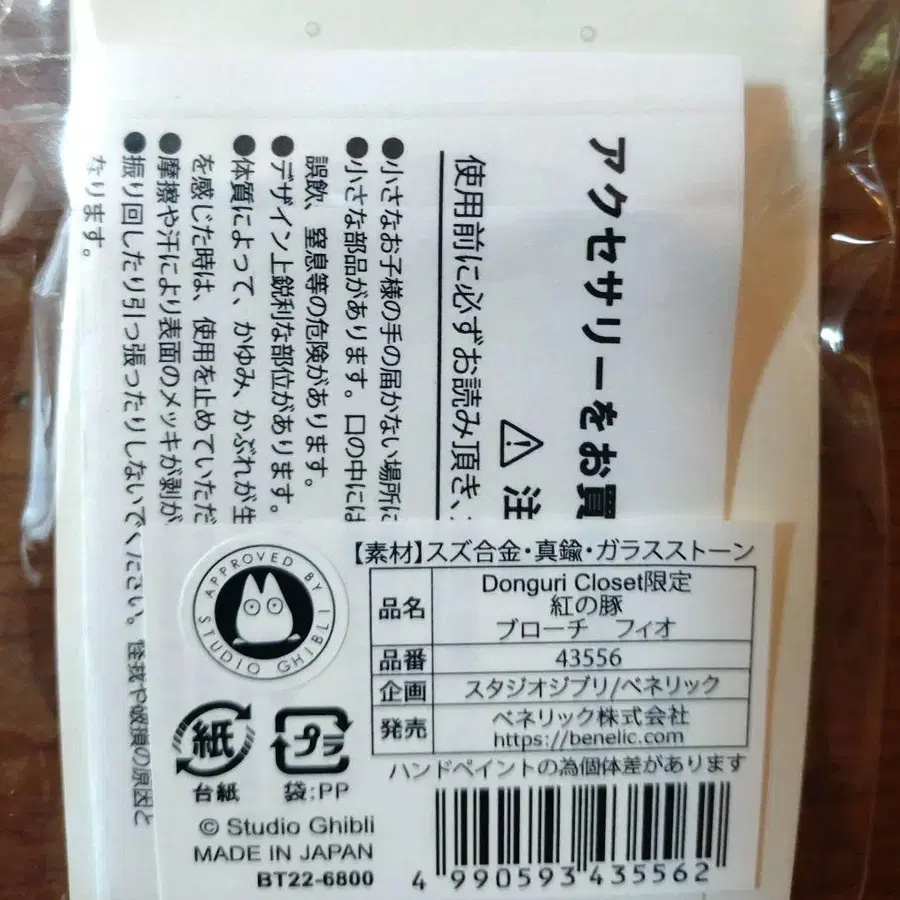 アクセサリーをお買
⚠ 注
使用前に必ずお読み頂き、
●小さなお子様の手の届かない場所に
●小さな部品があります。口の中には
誤飲、窒息等の危険があります。
●デザイン上鋭利な部位があります。
●体質によって、かゆみ、かぶれが生
を感じた時は、使用を止めていただ
●摩擦や汗により表面のメッキが剥が
●振り回したり引っ張ったりしないでください。怪我や破損の原因と
なります。
【素材】スズ合金・真鍮・ガラスストーン
品名 Donguri Closet限定
紅の豚
ブローチ フィオ
品番 43556
企画 スタジオジブリ/ベネリック
発売 ベネリック株式会社
https://benelic.com
ハンドペイントの為個体差があります
APPROVED BY STUDIO GHIBLI
紙
台紙
プラ
袋:PP
© Studio Ghibli
MADE IN JAPAN
BT22-6800
4 990593 435562